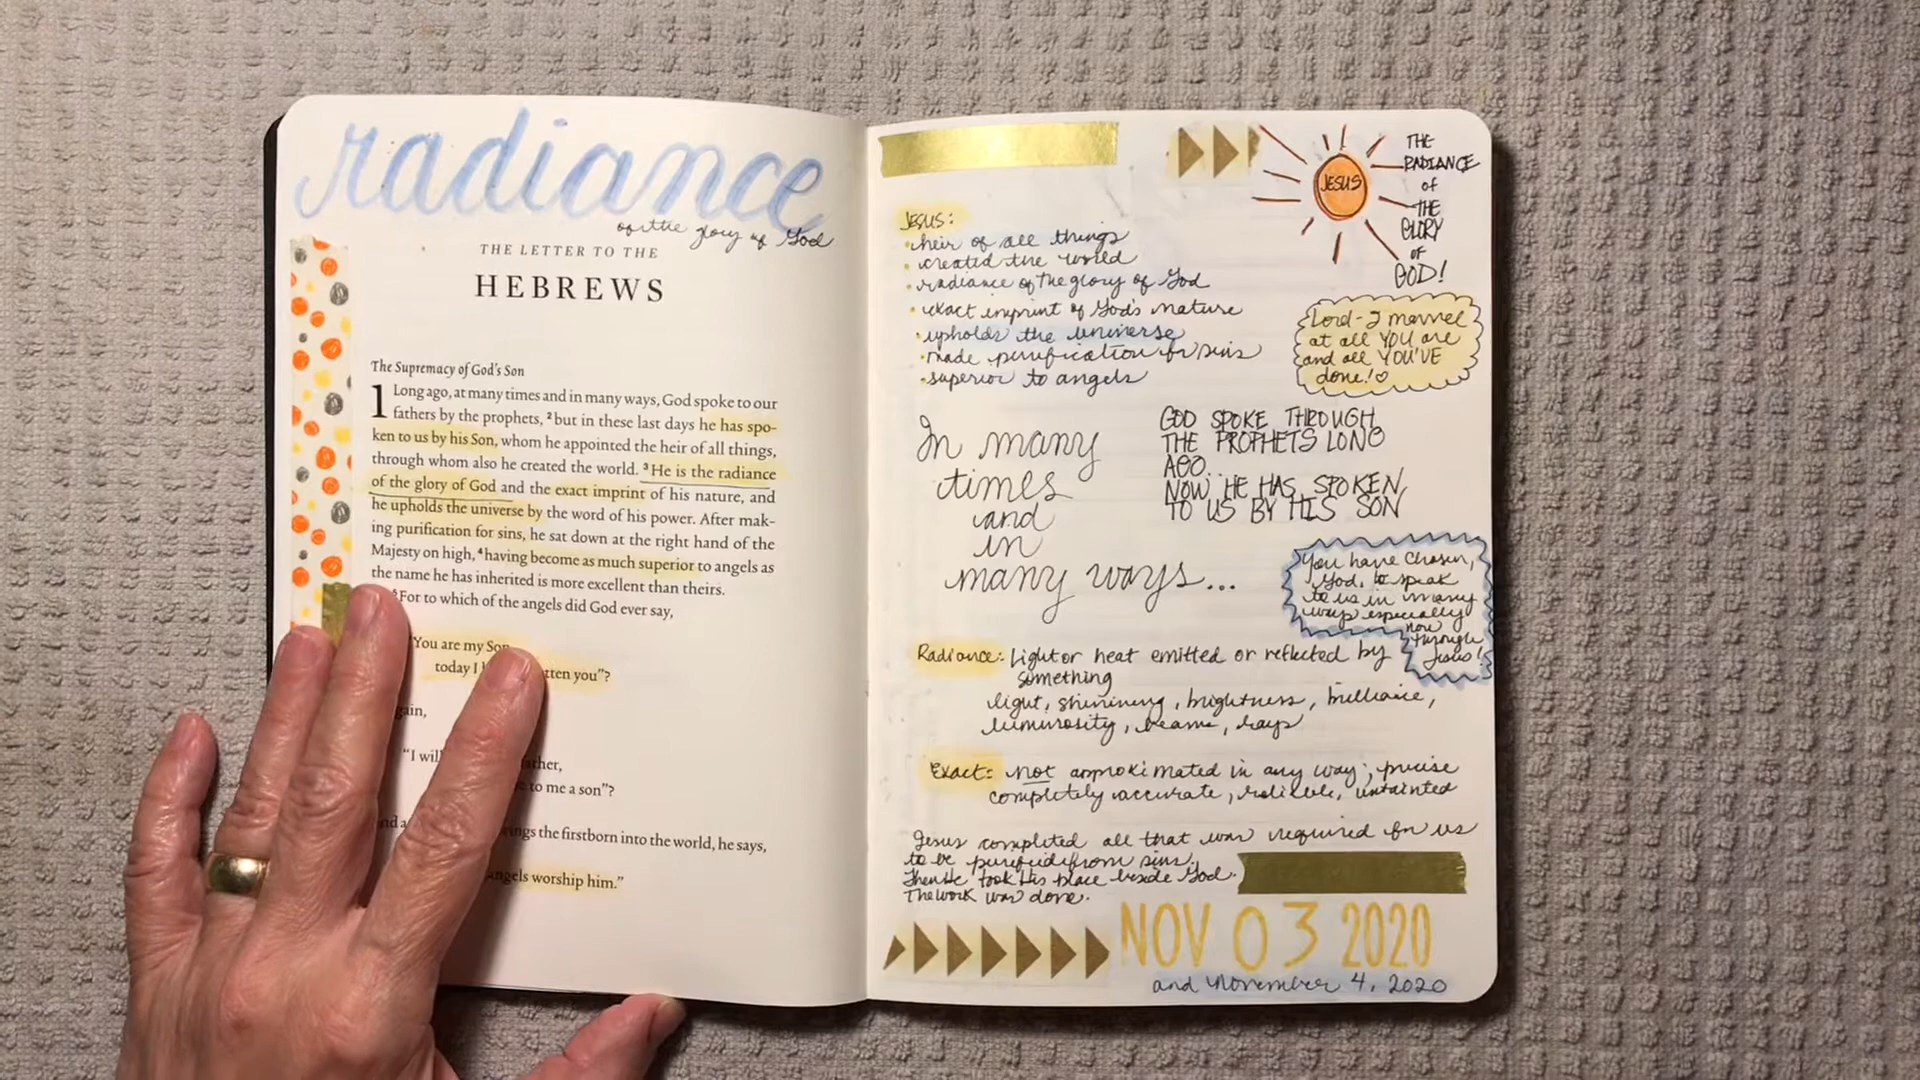 radiance
of the glory of God
THE LETTER TO THE
HEBREWS
The Supremacy of God's Son
1 Long ago, at many times and in many ways, God spoke to our
fathers by the prophets, 2 but in these last days he has spo-
ken to us by his Son, whom he appointed the heir of all things,
through whom also he created the world. 3 He is the radiance
of the glory of God and the exact imprint of his nature, and
he upholds the universe by the word of his power. After mak-
ing purification for sins, he sat down at the right hand of the
Majesty on high, 4 having become as much superior to angels as
the name he has inherited is more excellent than theirs.
5 For to which of the angels did God ever say,
"You are my Son,
today I tten you"?
gain,
"I will ather,
to me a son"?
ngs the firstborn into the world, he says,
angels worship him."
JESUS:
• heir of all things
• created the world
• radiance of the glory of God
• exact imprint of God's nature
• upholds the universe
• made purification for sins
• superior to angels
JESUS
THE
RADIANCE
of
THE
GLORY
of
GOD!
Lord - I marvel
at all YOU are
and all YOU'VE
done!♡
In many
times
and
in
many ways...
GOD SPOKE THROUGH
THE PROPHETS LONG
AGO...
NOW HE HAS SPOKEN
TO US BY HIS SON
You have chosen,
God, to speak
to us in many
ways especially
now
through
Jesus!
Radiance: Light or heat emitted or reflected by
something
light, shinining, brightness, brilliance,
luminosity, beams, rays
Exact: not approximated in any way; precise
completely accurate, untainted
Jesus completed all that was required for us
to be purified from sins.
Then He took His place beside God.
The work was done.
NOV 03 2020
and November 4, 2020